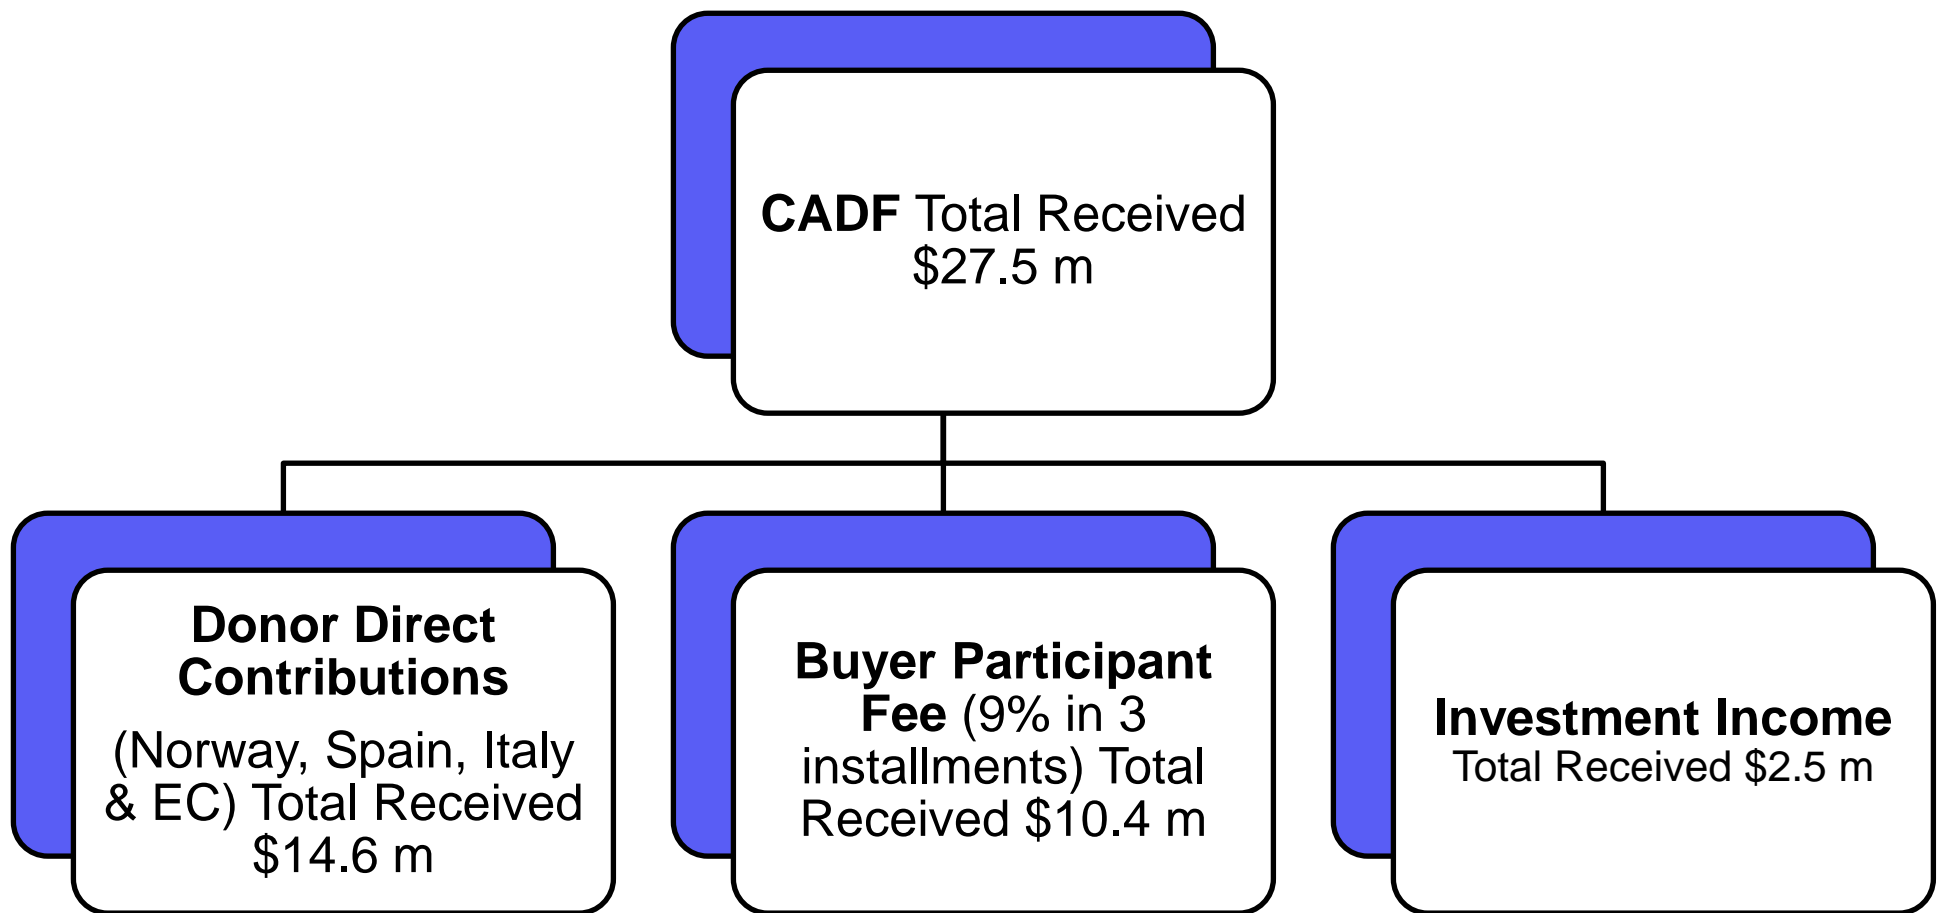 CADF Total Received
$27.5 m
Donor Direct
Contributions
(Norway, Spain, Italy
& EC) Total Received
$14.6 m
Buyer Participant
Fee (9% in 3
installments) Total
Received $10.4 m
Investment Income
Total Received $2.5 m